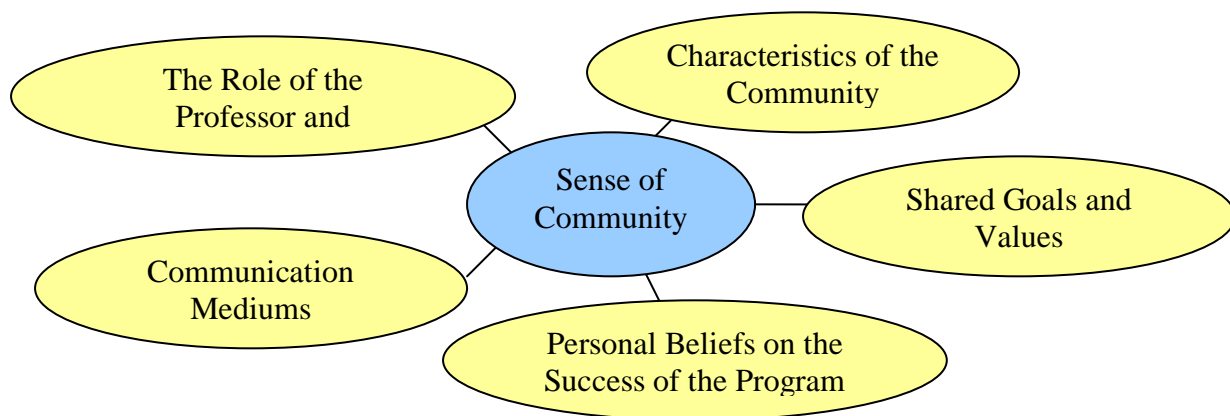 The Role of the
Professor and
Characteristics of the
Community
Sense of
Community
Shared Goals and
Values
Communication
Mediums
Personal Beliefs on the
Success of the Program